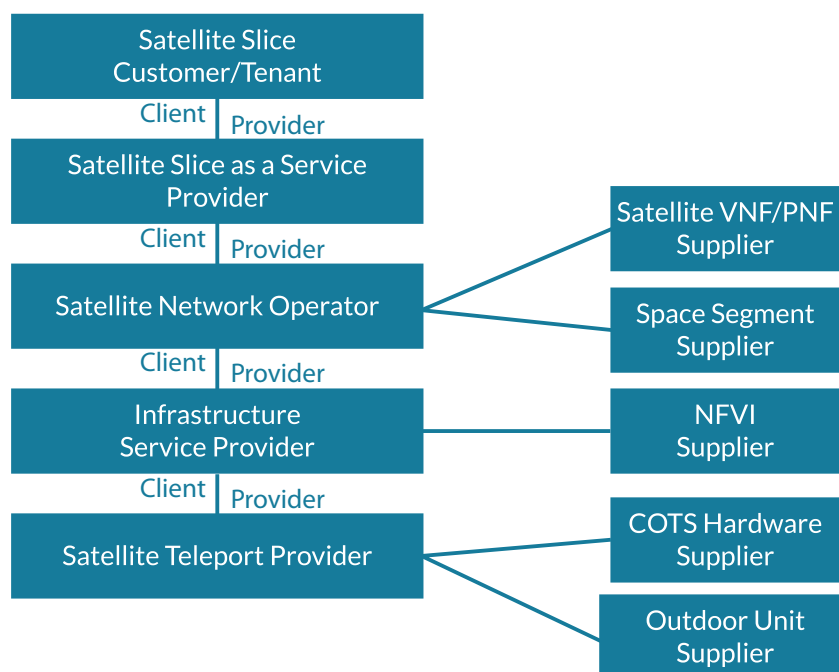 Satellite Slice
Customer/Tenant
Client
Provider
Satellite Slice as a Service
Provider
Client
Provider
Satellite Network Operator
Client
Provider
Infrastructure
Service Provider
Client
Provider
Satellite Teleport Provider
Satellite VNF/PNF
Supplier
Space Segment
Supplier
NFVI
Supplier
COTS Hardware
Supplier
Outdoor Unit
Supplier